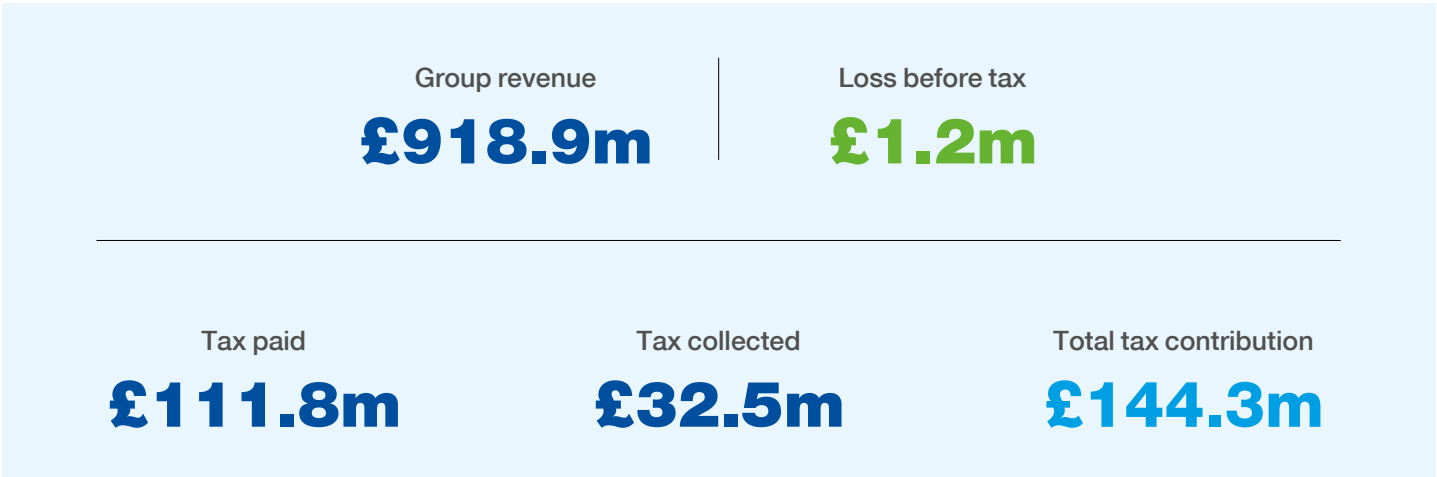 Group revenue
£918.9m
Loss before tax
£1.2m
Tax paid
£111.8m
Tax collected
£32.5m
Total tax contribution
£144.3m